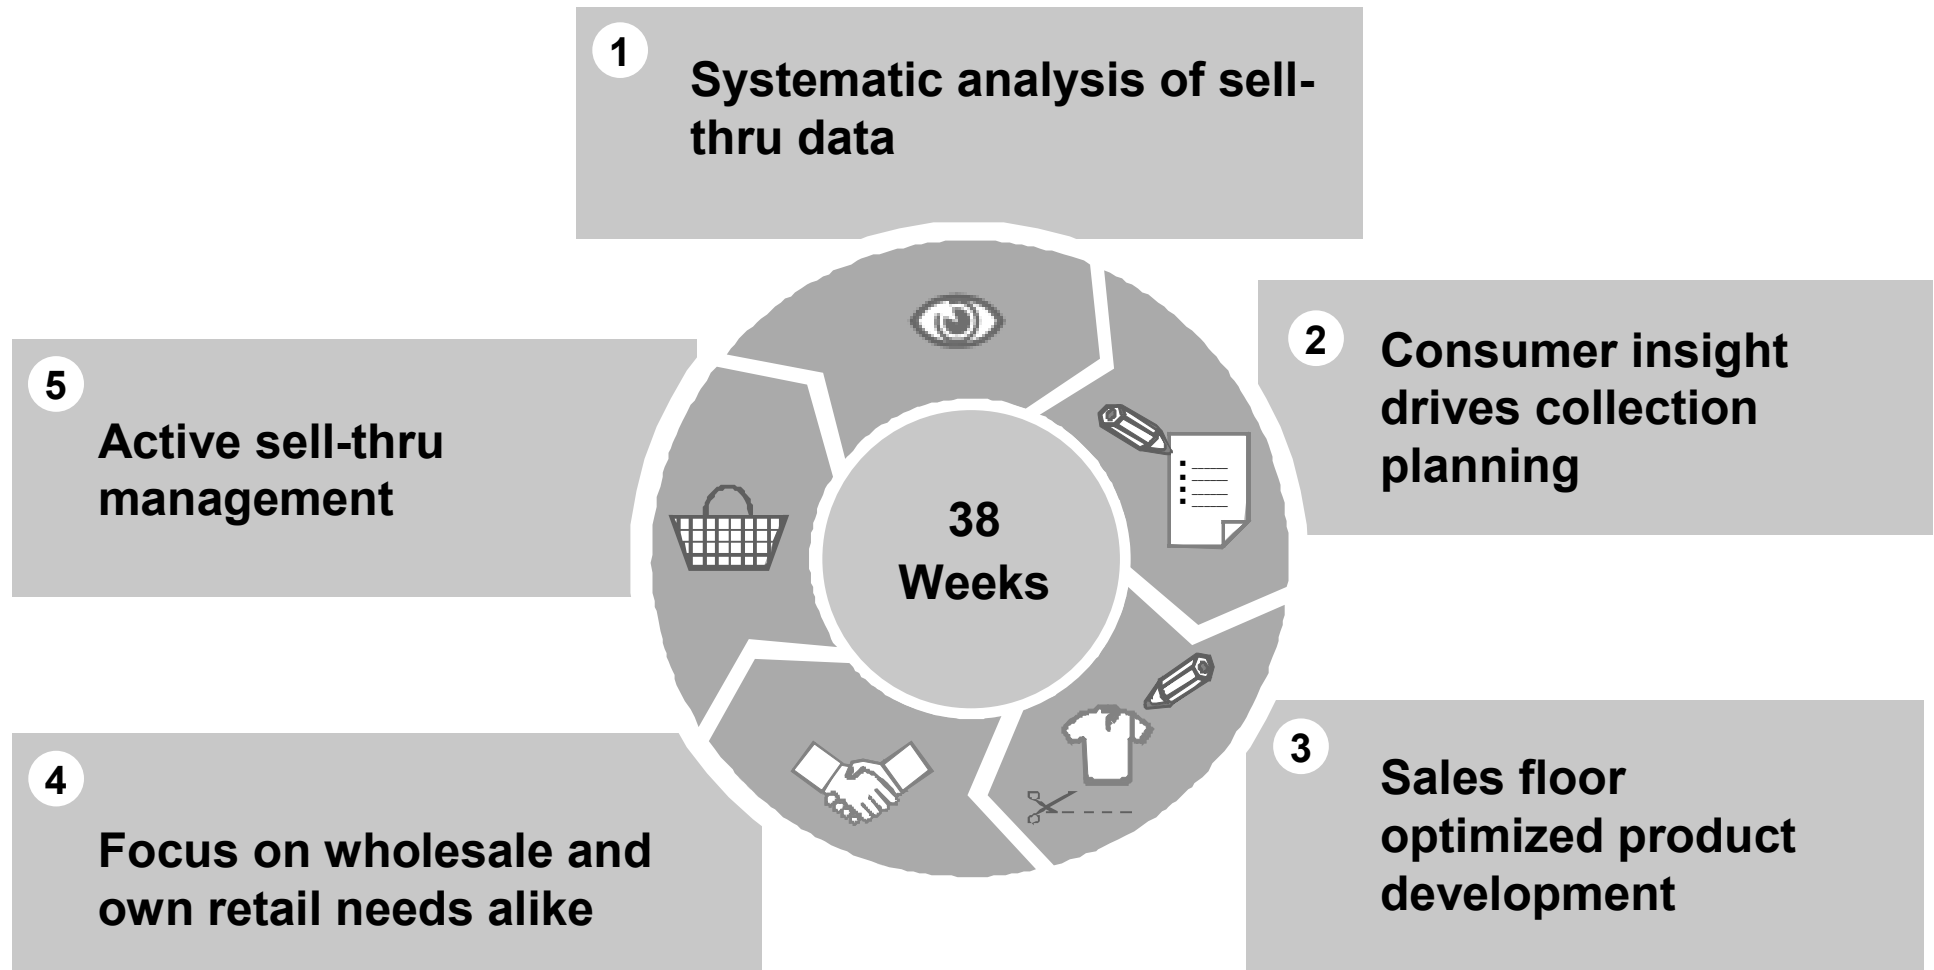 1
Systematic analysis of sell-
thru data
2
Consumer insight
drives collection
planning
3
Sales floor
optimized product
development
4
Focus on wholesale and
own retail needs alike
5
Active sell-thru
management
38
Weeks